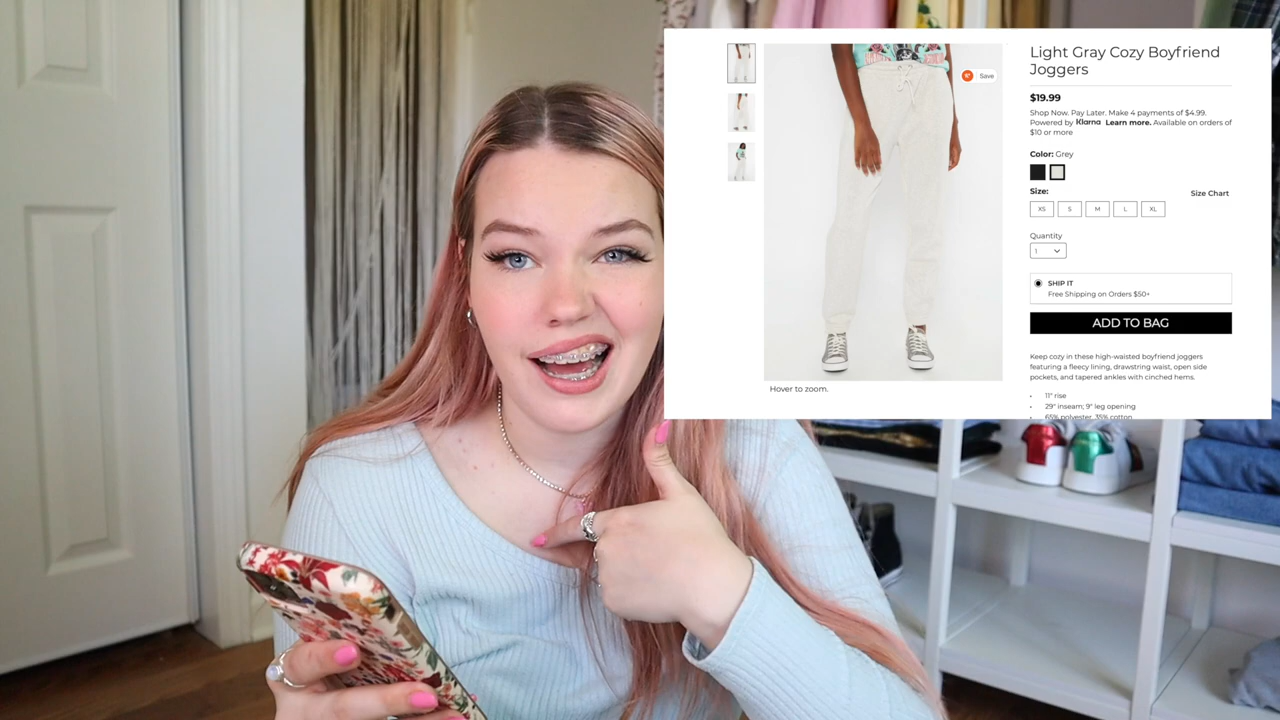 Light Gray Cozy Boyfriend
Joggers
Save
$19.99
Shop Now. Pay Later. Make 4 payments of $4.99.
Powered by Klarna Learn more. Available on orders of
$10 or more
Color: Grey
Size:
Size Chart
XS S M L XL
Quantity
1
SHIP IT
Free Shipping on Orders $50+
ADD TO BAG
Keep cozy in these high-waisted boyfriend joggers
featuring a fleecy lining, drawstring waist, open side
pockets, and tapered ankles with cinched hems.
• 11" rise
• 29" inseam; 9" leg opening
• 65% polyester, 35% cotton
Hover to zoom.